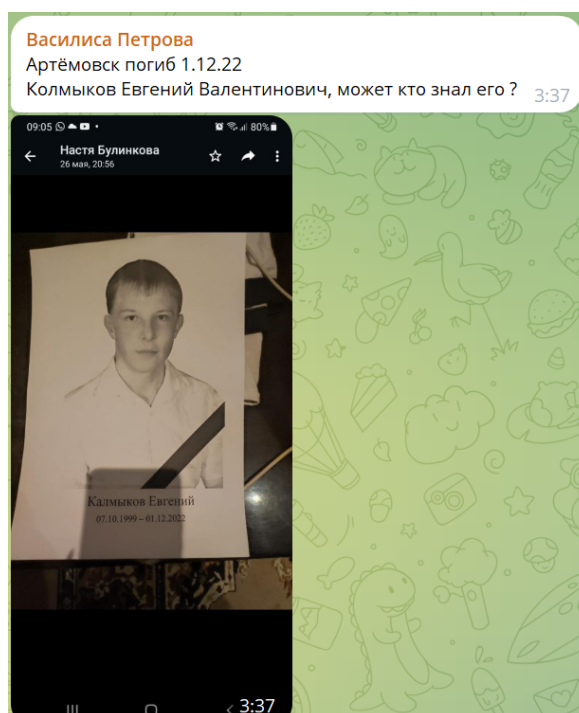 Василиса Петрова
Артёмовск погиб 1.12.22
Колмыков Евгений Валентинович, может кто знал его ?
3:37
09:05
80%
Настя Булинкова
26 мая, 20:56
Калмыков Евгений
07.10.1999 – 01.12.2022
3:37